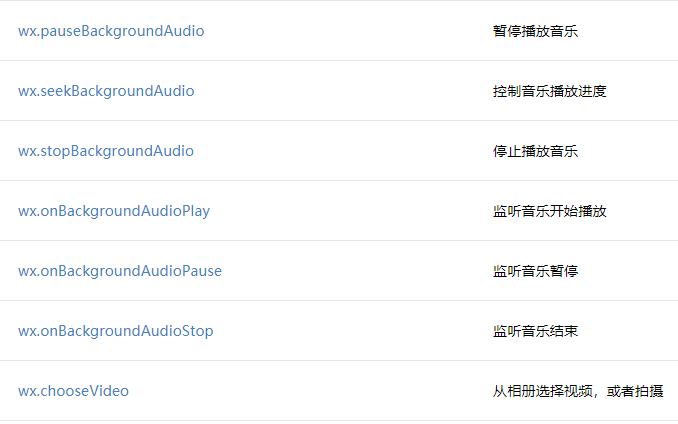 wx.pauseBackgroundAudio 暂停播放音乐
wx.seekBackgroundAudio 控制音乐播放进度
wx.stopBackgroundAudio 停止播放音乐
wx.onBackgroundAudioPlay 监听音乐开始播放
wx.onBackgroundAudioPause 监听音乐暂停
wx.onBackgroundAudioStop 监听音乐结束
wx.chooseVideo 从相册选择视频，或者拍摄